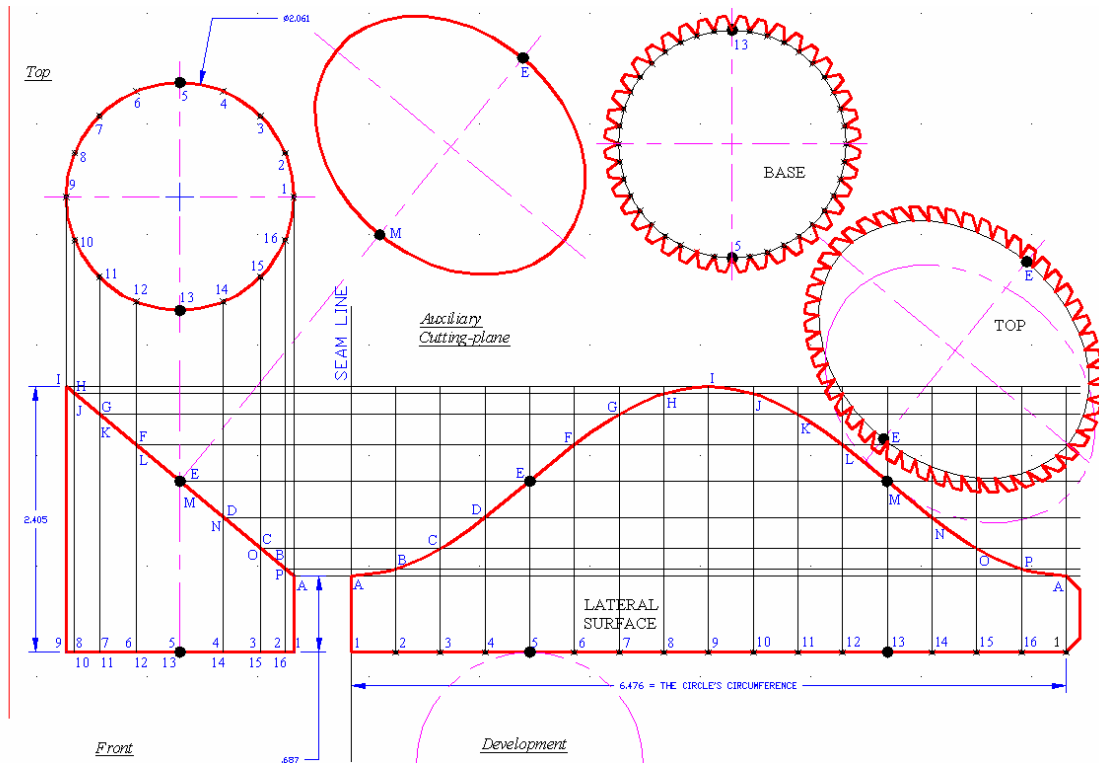 Top
ø2.061
5
6
4
7
3
8
2
9
1
10
16
11
15
12
13
14
E
M
13
BASE
5
E
TOP
E
SEAM LINE
Auxiliary
Cutting-plane
I
H
J
G
K
F
L
E
M
D
N
C
O
B
P
A
2.405
A
B
C
D
E
F
G
H
I
J
K
L
M
N
O
P
A
LATERAL
SURFACE
9
8
7
6
5
4
3
2
1
10
11
12
13
14
15
16
1
2
3
4
5
6
7
8
9
10
11
12
13
14
15
16
1
6.476 = THE CIRCLE'S CIRCUMFERENCE
Front
.687
Development